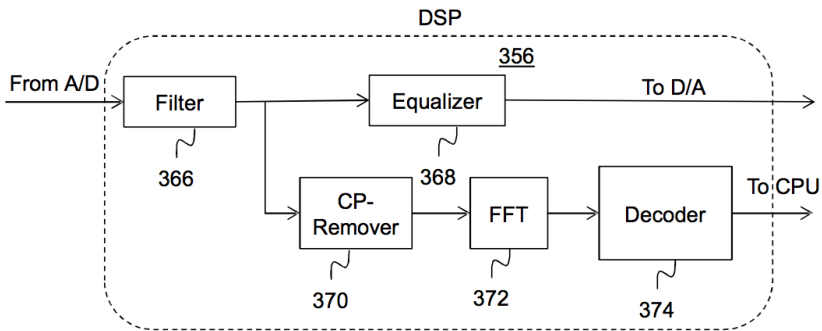 DSP
356
From A/D
To D/A
Filter
Equalizer
366
368
To CPU
CP-
Remover
FFT
Decoder
370
372
374